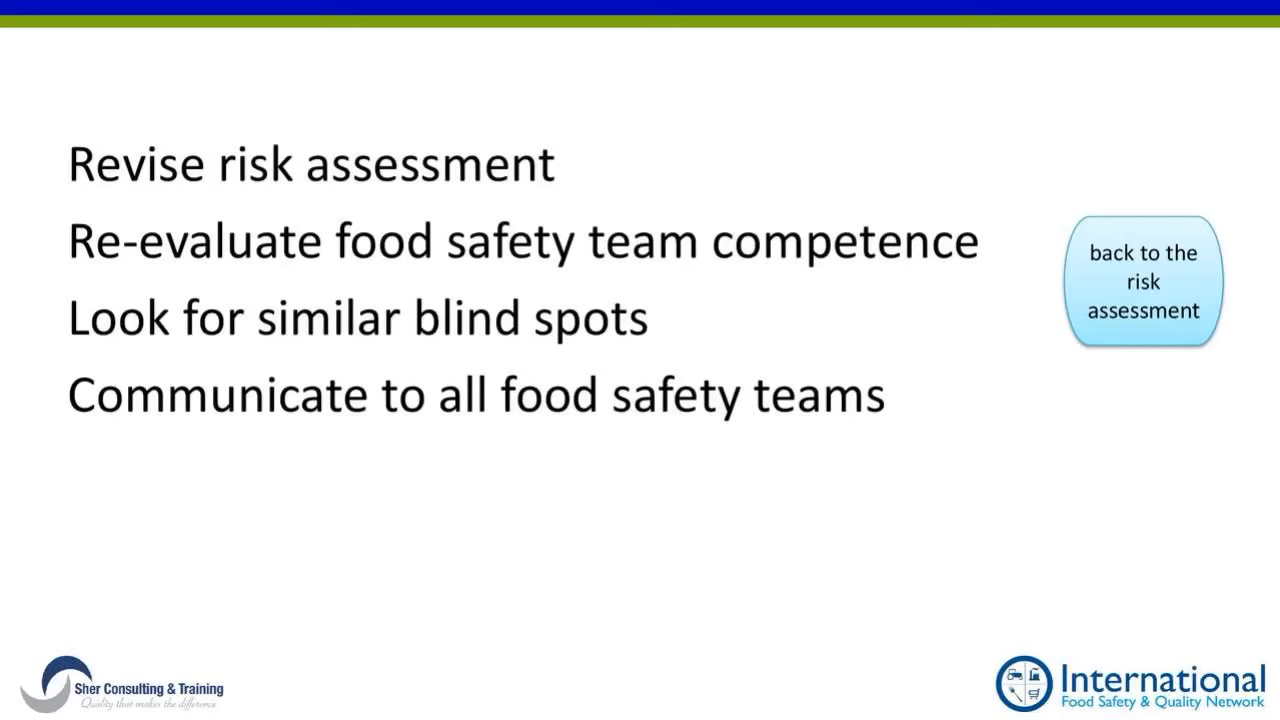 Revise risk assessment
Re-evaluate food safety team competence
Look for similar blind spots
Communicate to all food safety teams
back to the
risk
assessment
Sher Consulting & Training
Quality that makes the difference
International
Food Safety & Quality Network